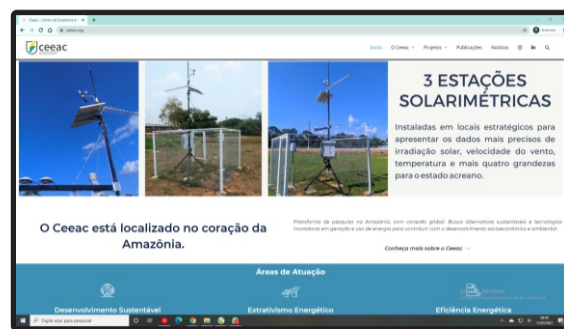 ceeac.org
ceeac
Início
O Ceeac
Projetos
Publicações
Notícias
3 ESTAÇÕES
SOLARIMÉTRICAS
Instaladas em locais estratégicos para
apresentar os dados mais precisos de
irradiação solar, velocidade do vento,
temperatura e mais quatro grandezas
para o estado acreano.
O Ceeac está localizado no coração da
Amazônia.
Plataforma de pesquisa na Amazônia, com conexão global. Busca alternativas sustentáveis e tecnologias
inovadoras em geração e uso de energia para contribuir com o desenvolvimento socioeconômico e ambiental.
Conheça mais sobre o Ceeac →
Áreas de Atuação
Desenvolvimento Sustentável
Extrativismo Energético
Eficiência Energética
Digite aqui para pesquisar